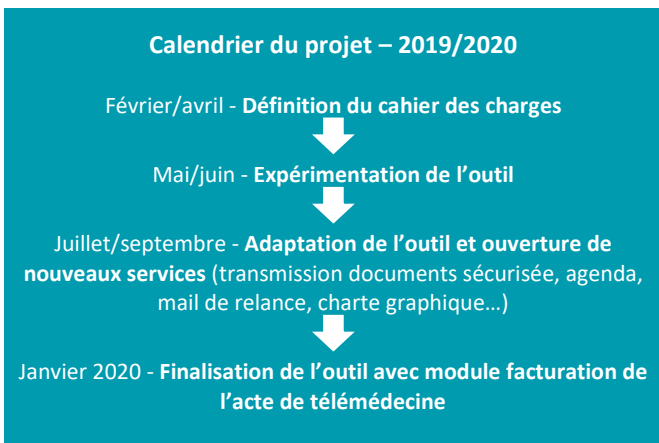 Calendrier du projet – 2019/2020
Février/avril - Définition du cahier des charges
Mai/juin - Expérimentation de l’outil
Juillet/septembre - Adaptation de l’outil et ouverture de
nouveaux services (transmission documents sécurisée, agenda,
mail de relance, charte graphique…)
Janvier 2020 - Finalisation de l’outil avec module facturation de
l’acte de télémédecine